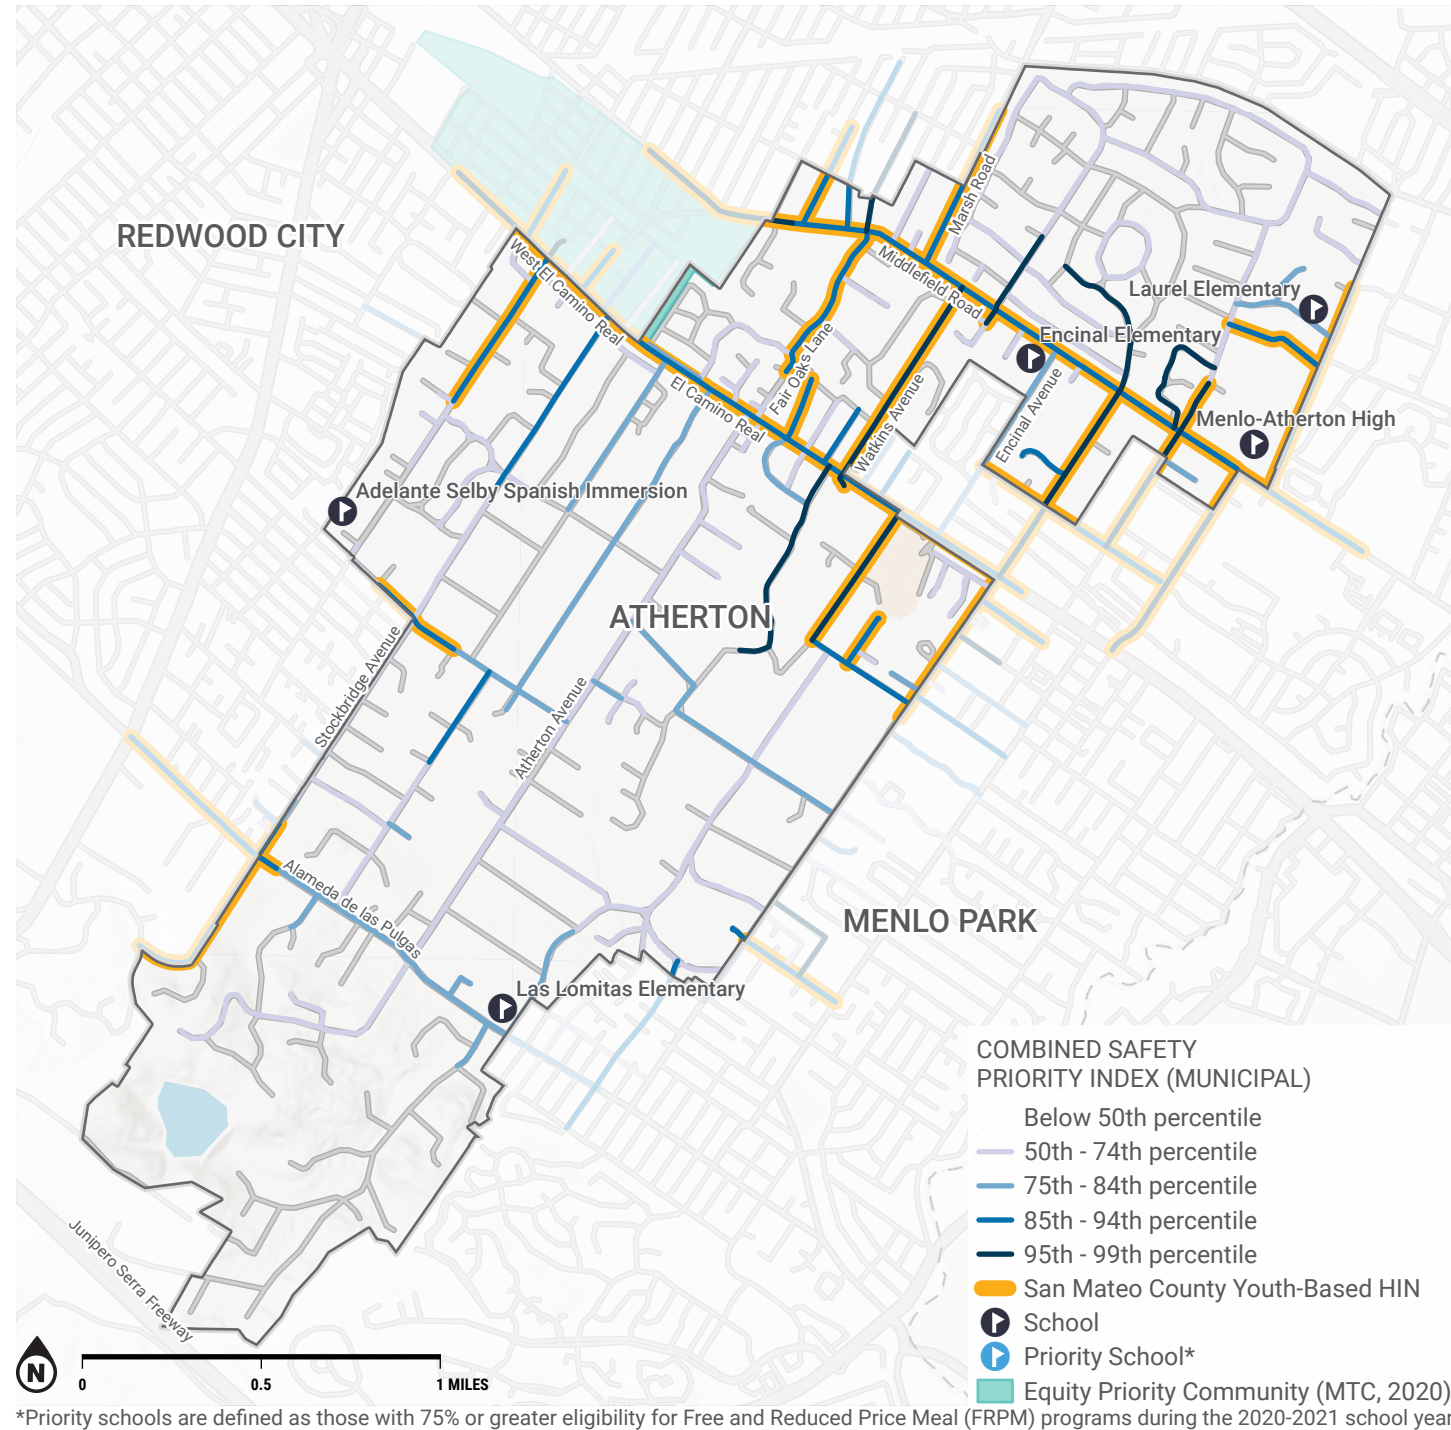 REDWOOD CITY
Marsh Road
West El Camino Real
Middlefield Road
Laurel Elementary
Encinal Elementary
Fair Oaks Lane
El Camino Real
Watkins Avenue
Encinal Avenue
Menlo-Atherton High
Adelante Selby Spanish Immersion
ATHERTON
Stockbridge Avenue
Atherton Avenue
Alameda de las Pulgas
MENLO PARK
Las Lomitas Elementary
Junipero Serra Freeway
COMBINED SAFETY
PRIORITY INDEX (MUNICIPAL)
Below 50th percentile
50th - 74th percentile
75th - 84th percentile
85th - 94th percentile
95th - 99th percentile
San Mateo County Youth-Based HIN
School
Priority School*
Equity Priority Community (MTC, 2020)
N
0 0.5 1 MILES
*Priority schools are defined as those with 75% or greater eligibility for Free and Reduced Price Meal (FRPM) programs during the 2020-2021 school year